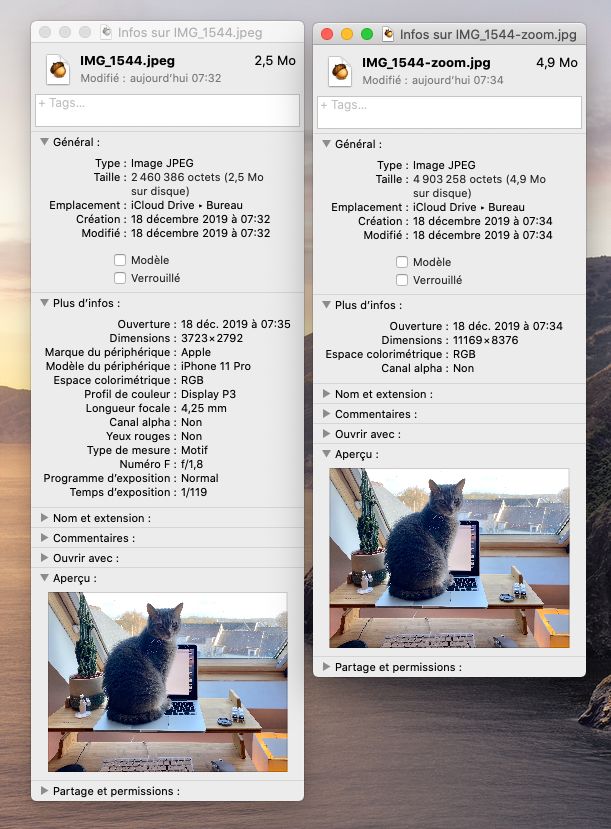 Infos sur IMG_1544.jpeg
IMG_1544.jpeg 2,5 Mo
Modifié : aujourd’hui 07:32
+ Tags...
Général :
Type : Image JPEG
Taille : 2 460 386 octets (2,5 Mo
sur disque)
Emplacement : iCloud Drive ▸ Bureau
Création : 18 décembre 2019 à 07:32
Modifié : 18 décembre 2019 à 07:32
Modèle
Verrouillé
Plus d’infos :
Ouverture : 18 déc. 2019 à 07:35
Dimensions : 3723×2792
Marque du périphérique : Apple
Modèle du périphérique : iPhone 11 Pro
Espace colorimétrique : RGB
Profil de couleur : Display P3
Longueur focale : 4,25 mm
Canal alpha : Non
Yeux rouges : Non
Type de mesure : Motif
Numéro F : f/1,8
Programme d’exposition : Normal
Temps d’exposition : 1/119
Nom et extension :
Commentaires :
Ouvrir avec :
Aperçu :
Partage et permissions :
Infos sur IMG_1544-zoom.jpg
IMG_1544-zoom.jpg 4,9 Mo
Modifié : aujourd’hui 07:34
+ Tags...
Général :
Type : Image JPEG
Taille : 4 903 258 octets (4,9 Mo
sur disque)
Emplacement : iCloud Drive ▸ Bureau
Création : 18 décembre 2019 à 07:34
Modifié : 18 décembre 2019 à 07:34
Modèle
Verrouillé
Plus d’infos :
Ouverture : 18 déc. 2019 à 07:34
Dimensions : 11169×8376
Espace colorimétrique : RGB
Canal alpha : Non
Nom et extension :
Commentaires :
Ouvrir avec :
Aperçu :
Partage et permissions :